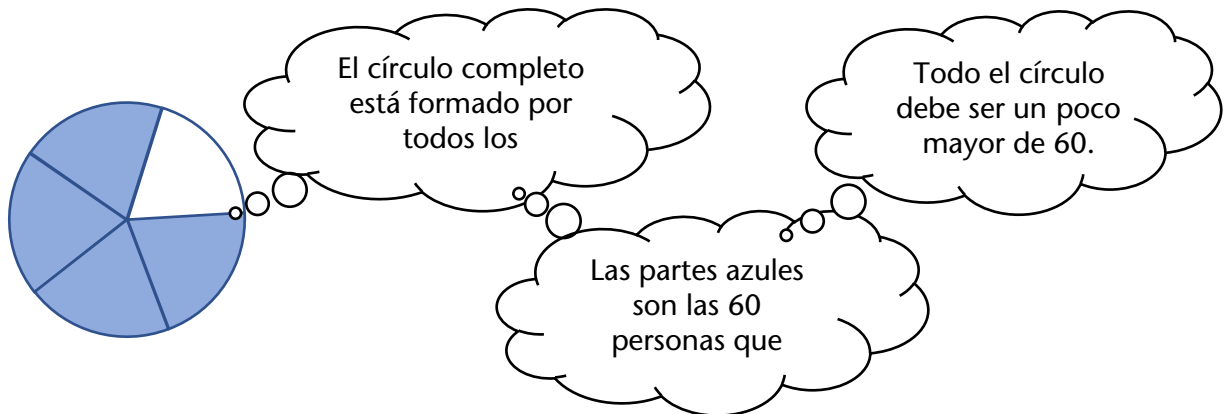 El círculo completo
está formado por
todos los
Las partes azules
son las 60
personas que
Todo el círculo
debe ser un poco
mayor de 60.